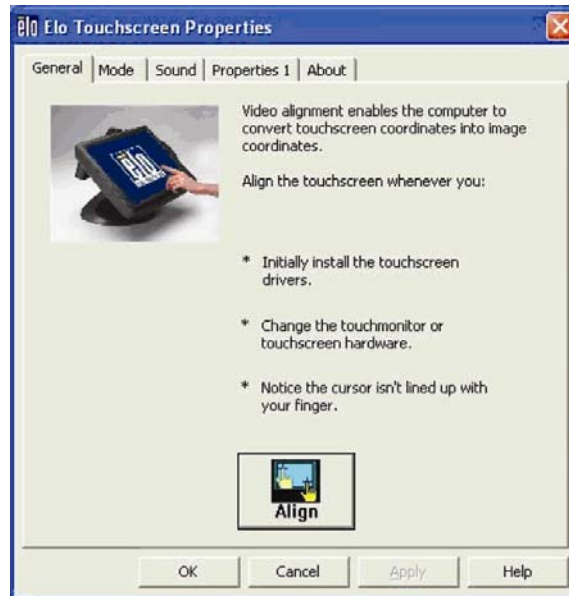 elo Elo Touchscreen Properties
General Mode Sound Properties 1 About
elo
Video alignment enables the computer to
convert touchscreen coordinates into image
coordinates.
Align the touchscreen whenever you:
* Initially install the touchscreen
drivers.
* Change the touchmonitor or
touchscreen hardware.
* Notice the cursor isn't lined up with
your finger.
Align
OK Cancel Apply Help